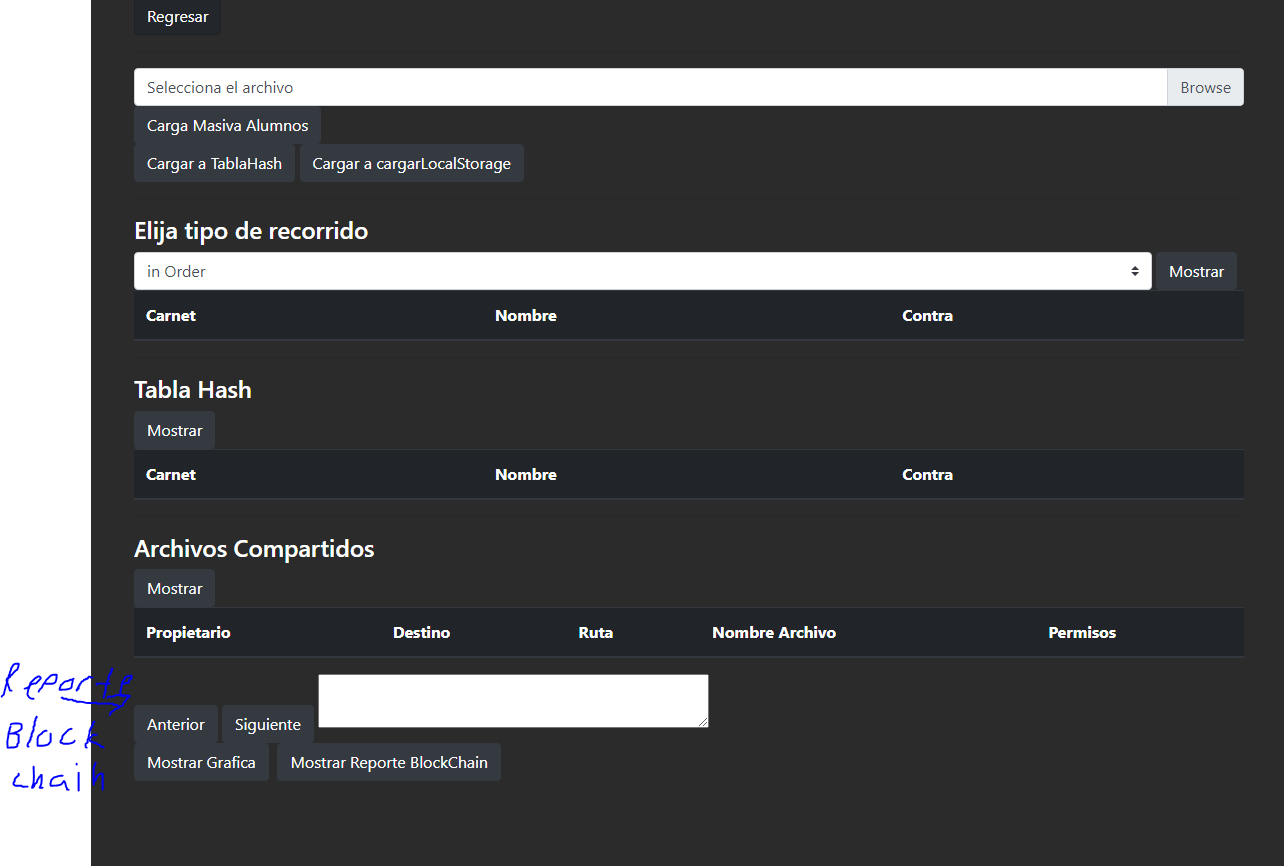 Regresar
Selecciona el archivo Browse
Carga Masiva Alumnos
Cargar a TablaHash Cargar a cargarLocalStorage
Elija tipo de recorrido
in Order Mostrar
Carnet Nombre Contra
Tabla Hash
Mostrar
Carnet Nombre Contra
Archivos Compartidos
Mostrar
Propietario Destino Ruta Nombre Archivo Permisos
Reporte
Block
chain
Anterior Siguiente
Mostrar Grafica Mostrar Reporte BlockChain